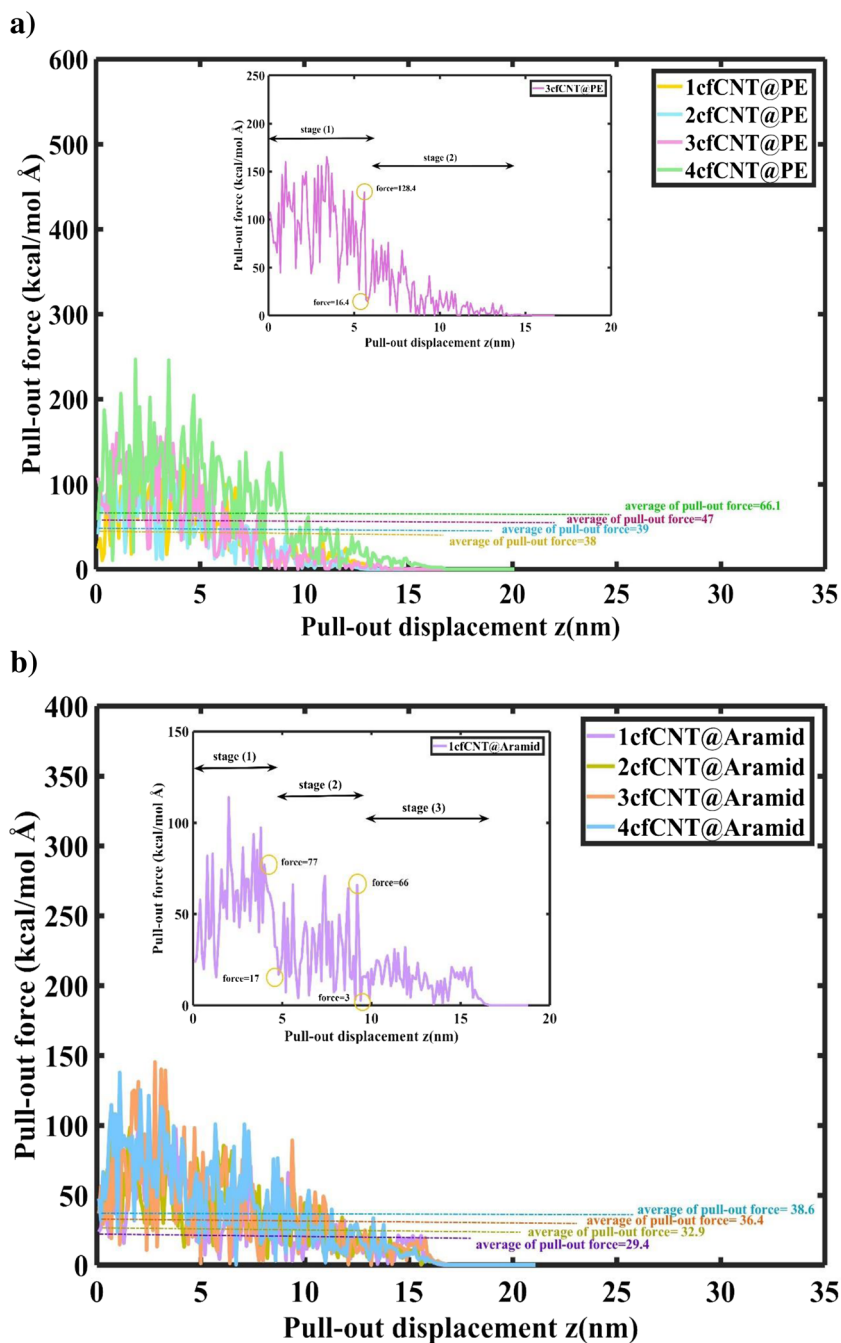 a)
600
500
400
300
200
100
0
Pull-out force (kcal/mol Å)
0 5 10 15 20 25 30 35
Pull-out displacement z(nm)
1cfCNT@PE
2cfCNT@PE
3cfCNT@PE
4cfCNT@PE
250
200
150
100
50
0
Pull-out force (kcal/mol Å)
3cfCNT@PE
stage (1)
stage (2)
force=128.4
force=16.4
0 5 10 15 20
Pull-out displacement z(nm)
average of pull-out force=66.1
average of pull-out force=47
average of pull-out force=39
average of pull-out force=38
b)
400
350
300
250
200
150
100
50
0
Pull-out force (kcal/mol Å)
0 5 10 15 20 25 30 35
Pull-out displacement z(nm)
1cfCNT@Aramid
2cfCNT@Aramid
3cfCNT@Aramid
4cfCNT@Aramid
150
100
50
0
Pull-out force (kcal/mol Å)
1cfCNT@Aramid
stage (1)
stage (2)
stage (3)
force=77
force=66
force=17
force=3
0 5 10 15 20
Pull-out displacement z(nm)
average of pull-out force= 38.6
average of pull-out force= 36.4
average of pull-out force= 32.9
average of pull-out force=29.4